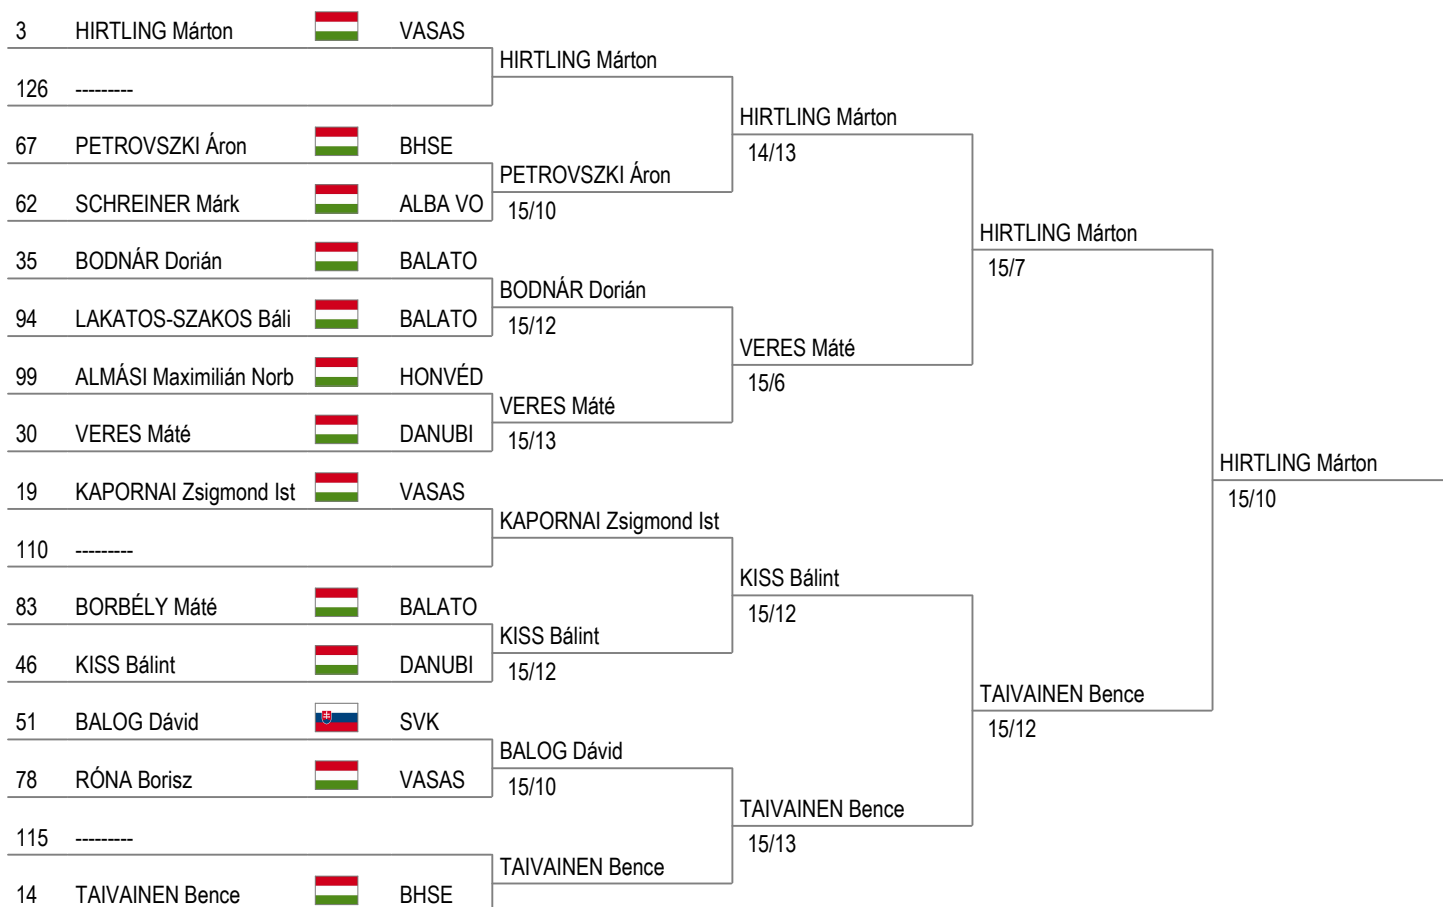 3 HIRTLING Márton VASAS
HIRTLING Márton
126 ---------
HIRTLING Márton
14/13
67 PETROVSZKI Áron BHSE
PETROVSZKI Áron
15/10
62 SCHREINER Márk ALBA VO
HIRTLING Márton
15/7
35 BODNÁR Dorián BALATO
BODNÁR Dorián
15/12
94 LAKATOS-SZAKOS Báli BALATO
VERES Máté
15/6
99 ALMÁSI Maximilián Norb HONVÉD
VERES Máté
15/13
30 VERES Máté DANUBI
HIRTLING Márton
15/10
19 KAPORNAI Zsigmond Ist VASAS
KAPORNAI Zsigmond Ist
110 ---------
KISS Bálint
15/12
83 BORBÉLY Máté BALATO
KISS Bálint
15/12
46 KISS Bálint DANUBI
TAIVAINEN Bence
15/12
51 BALOG Dávid SVK
BALOG Dávid
15/10
78 RÓNA Borisz VASAS
TAIVAINEN Bence
15/13
115 ---------
TAIVAINEN Bence
14 TAIVAINEN Bence BHSE